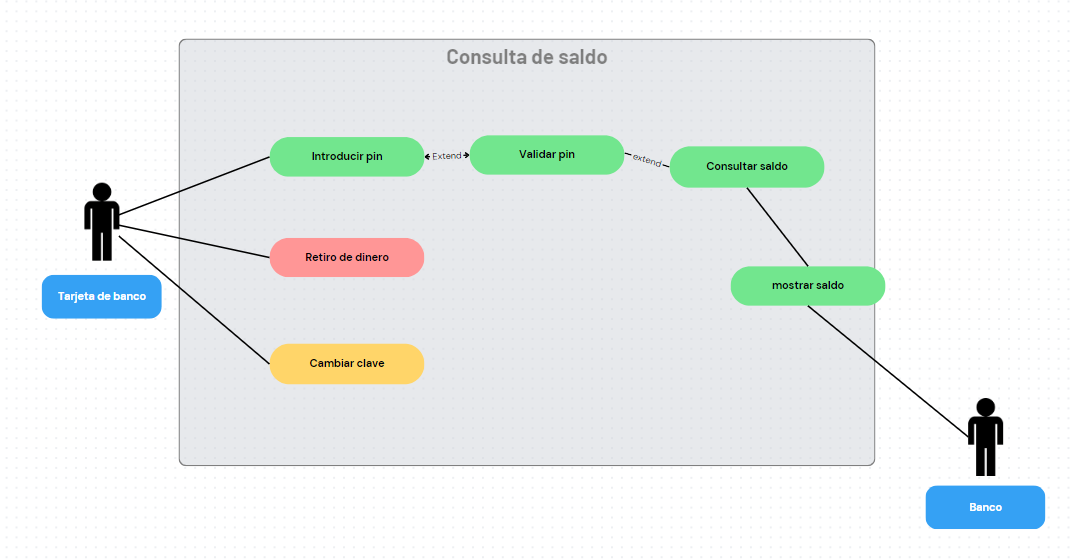 Consulta de saldo
Introducir pin
Extend
Validar pin
extend
Consultar saldo
Retiro de dinero
mostrar saldo
Tarjeta de banco
Cambiar clave
Banco